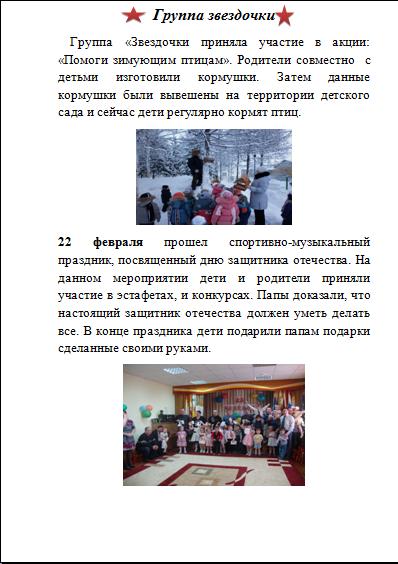 Группа звездочки
Группа «Звездочки приняла участие в акции:
«Помоги зимующим птицам». Родители совместно с
детьми изготовили кормушки. Затем данные
кормушки были вывешены на территории детского
сада и сейчас дети регулярно кормят птиц.
22 февраля прошел спортивно-музыкальный
праздник, посвященный дню защитника отечества. На
данном мероприятии дети и родители приняли
участие в эстафетах, и конкурсах. Папы доказали, что
настоящий защитник отечества должен уметь делать
все. В конце праздника дети подарили папам подарки
сделанные своими руками.